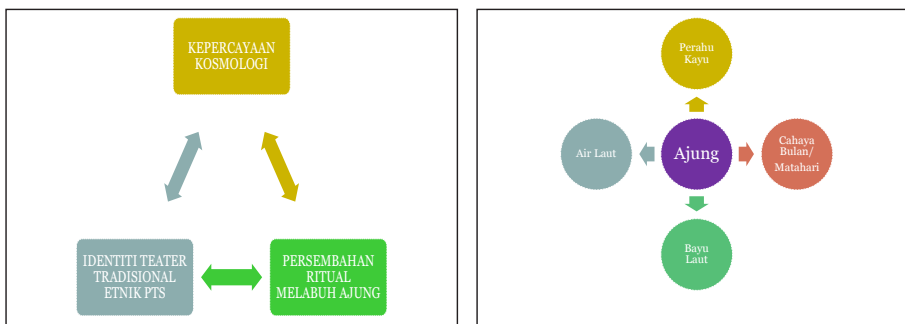 KEPERCAYAAN
KOSMOLOGI
IDENTITI TEATER
TRADISIONAL
ETNIK PTS
PERSEMBAHAN
RITUAL
MELABUH AJUNG
Perahu
Kayu
Air Laut
Ajung
Cahaya
Bulan/
Matahari
Bayu
Laut